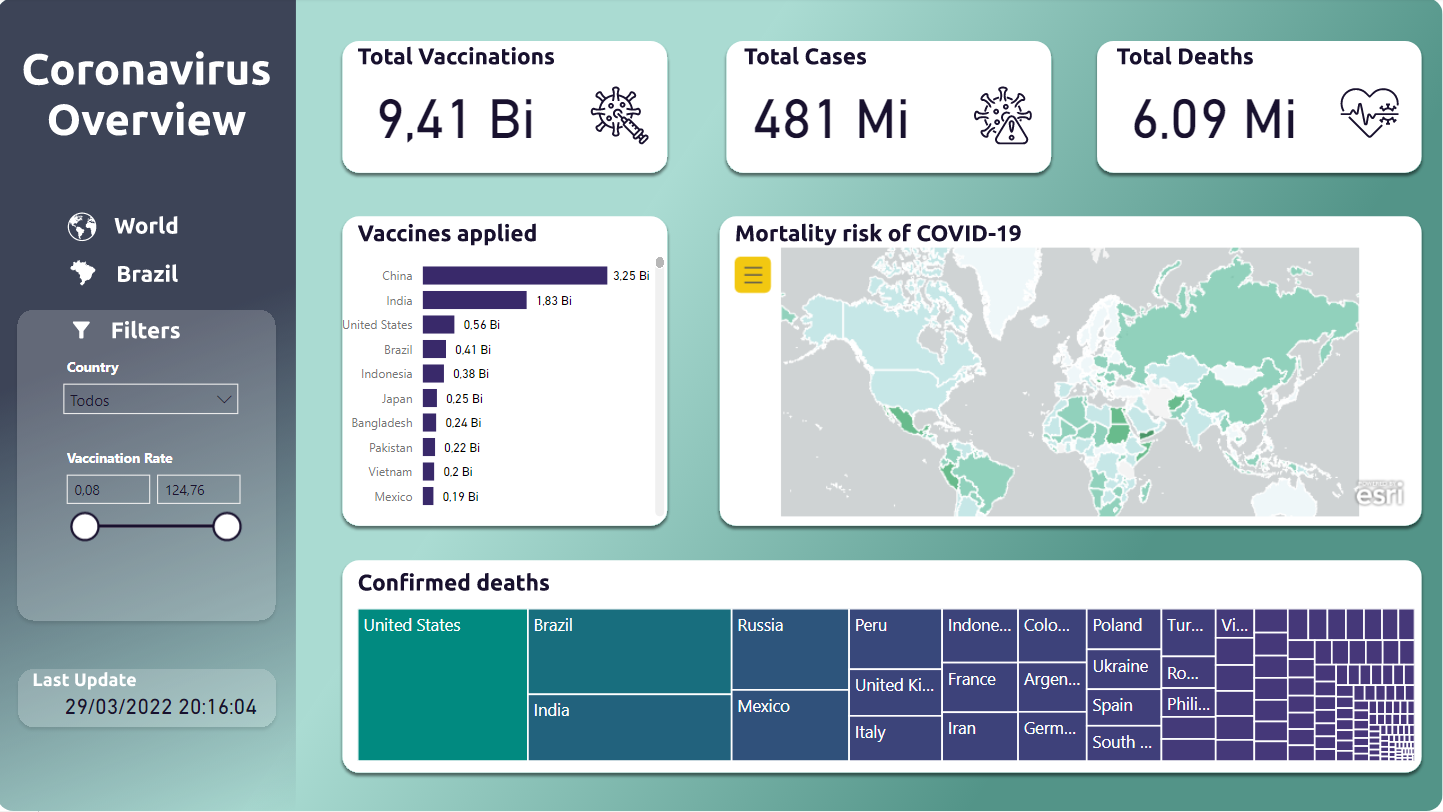 Coronavirus
Overview
World
Brazil
Filters
Country
Todos
Vaccination Rate
0,08
124,76
Last Update
29/03/2022 20:16:04
Total Vaccinations
9,41 Bi
Total Cases
481 Mi
Total Deaths
6.09 Mi
Vaccines applied
China 3,25 Bi
India 1,83 Bi
United States 0.56 Bi
Brazil 0,41 Bi
Indonesia 0.38 Bi
Japan 0.25 Bi
Bangladesh 0,24 Bi
Pakistan 0,22 Bi
Vietnam 0,2 Bi
Mexico 0,19 Bi
Mortality risk of COVID-19
POWERED BY
esri
Confirmed deaths
United States
Brazil
India
Russia
Mexico
Peru
United Ki...
Italy
Indone...
France
Iran
Colo...
Argen...
Germ...
Poland
Ukraine
Spain
South ...
Tur...
Ro...
Phili...
Vi...